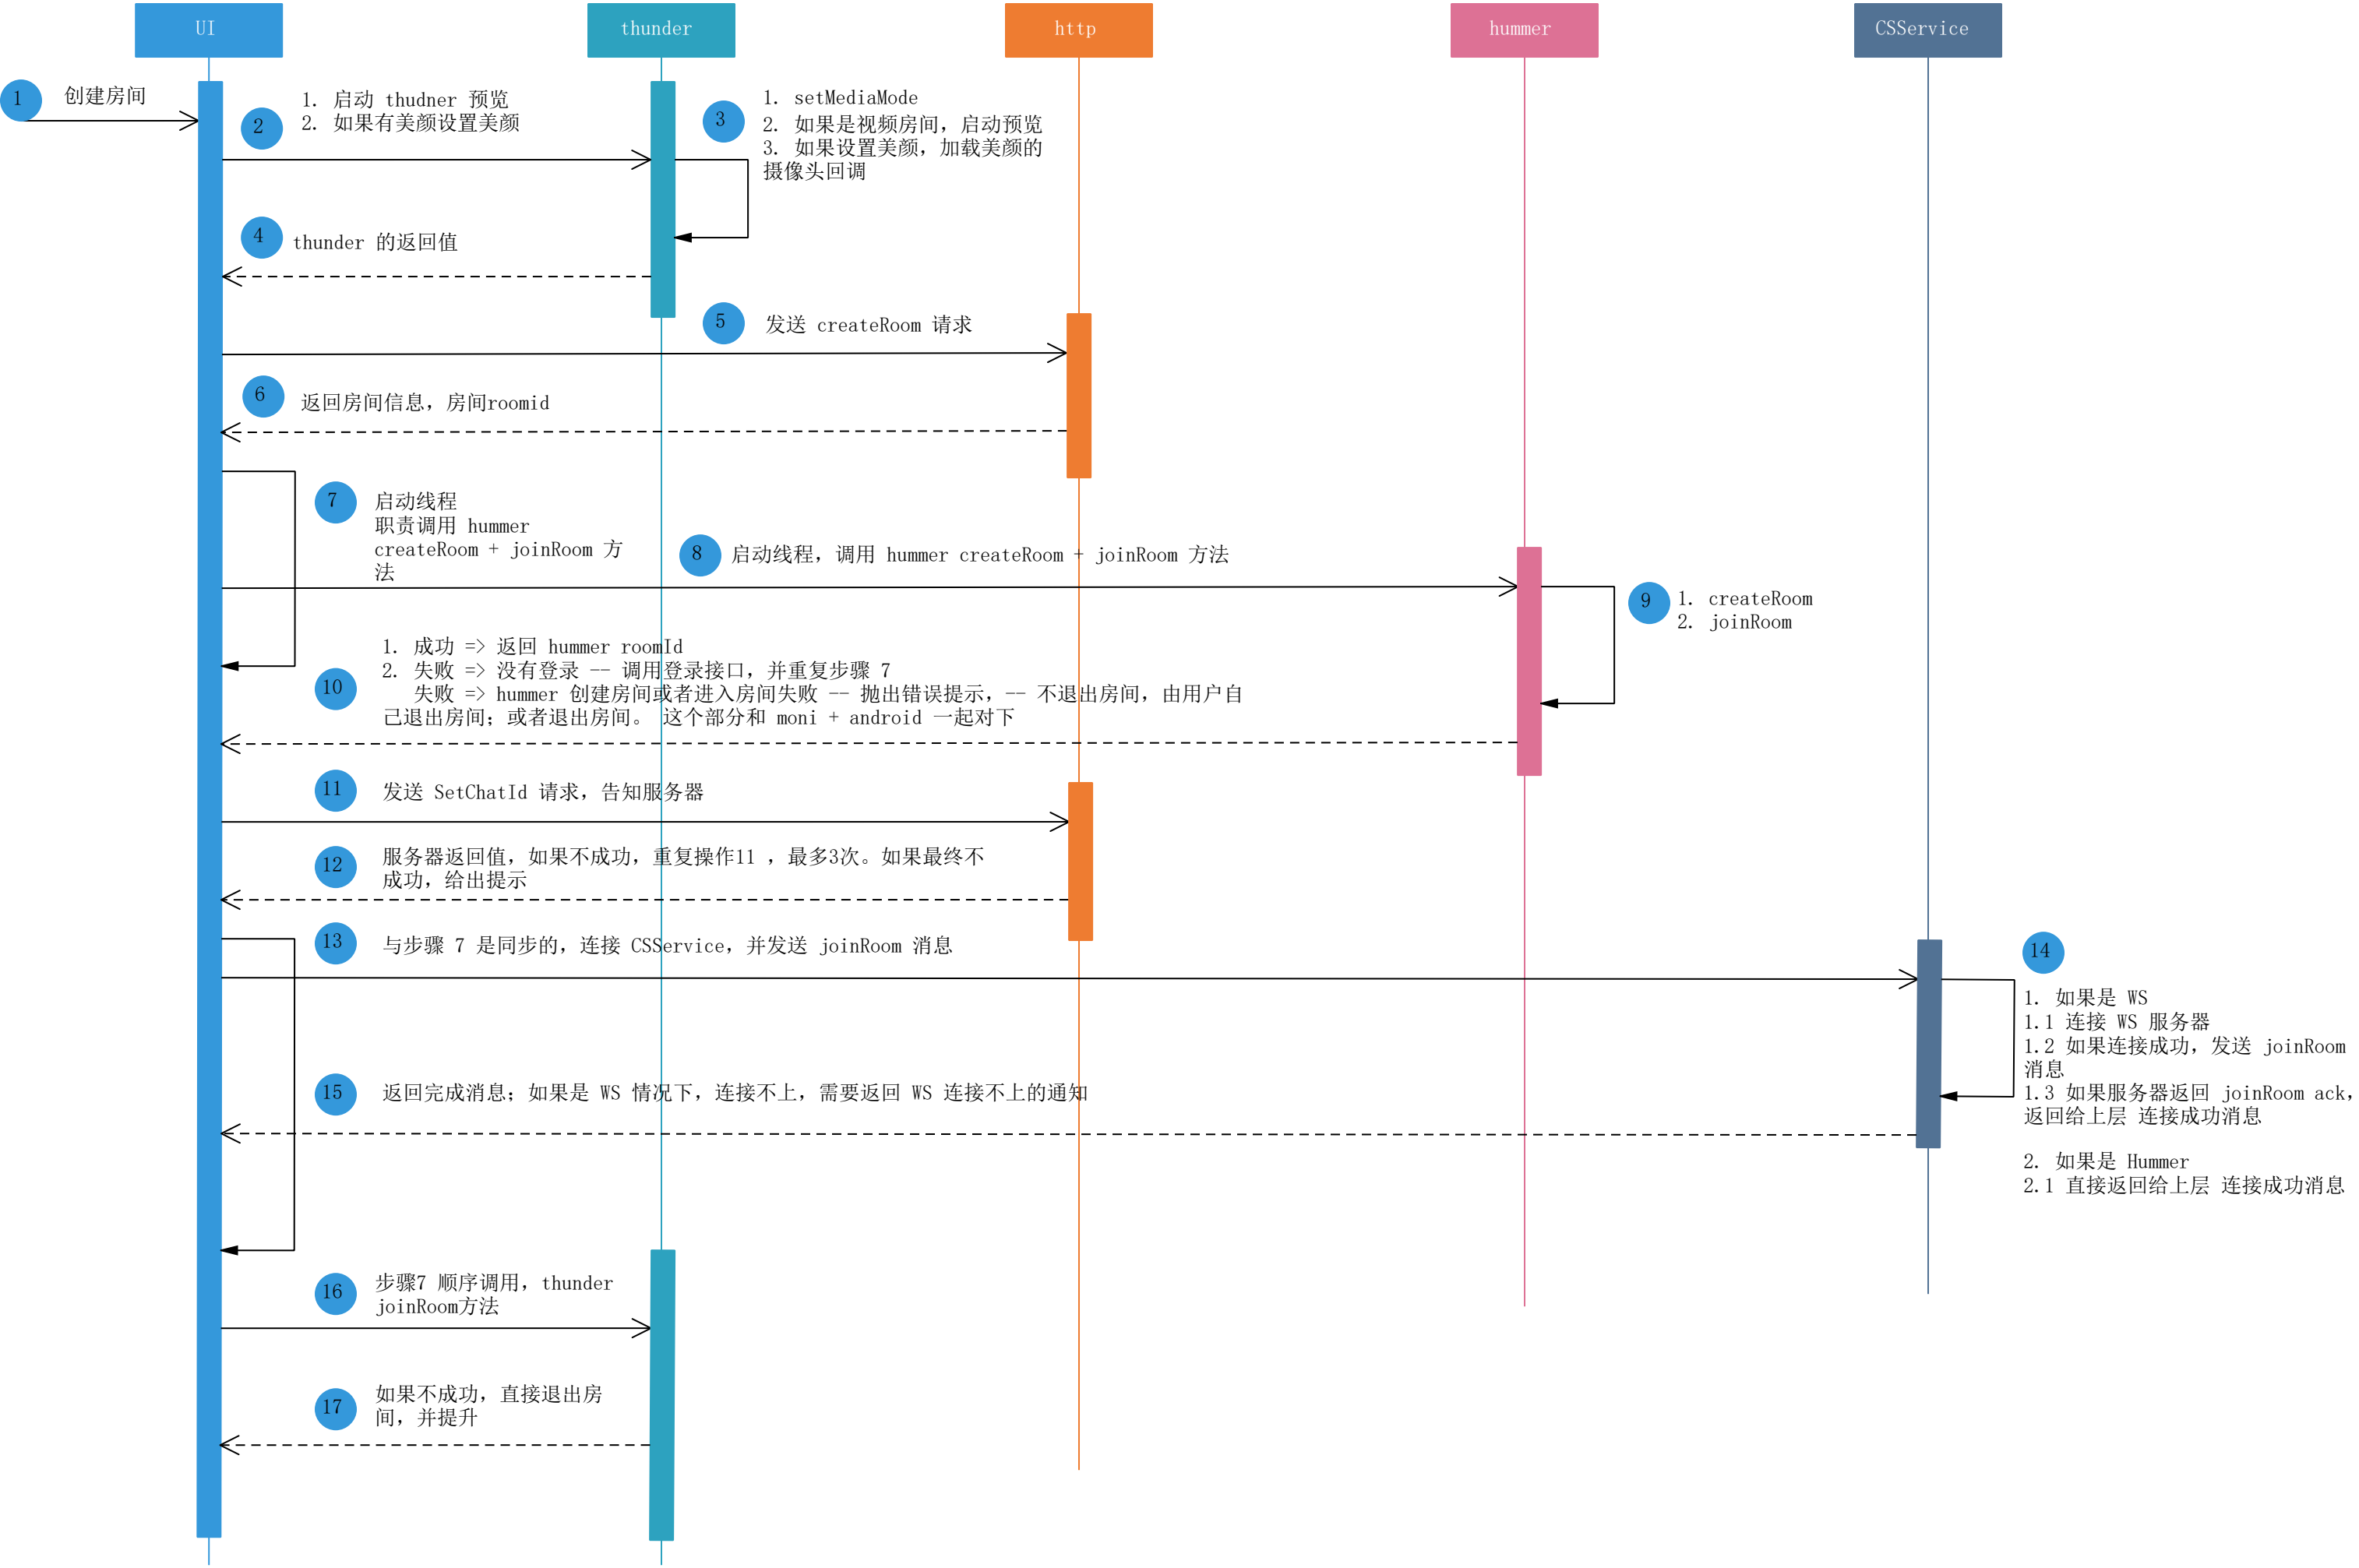 UI
thunder
http
hummer
CSService
1
创建房间
2
1. 启动 thudner 预览
2. 如果有美颜设置美颜
3
1. setMediaMode
2. 如果是视频房间，启动预览
3. 如果设置美颜，加载美颜的
摄像头回调
4
thunder 的返回值
5
发送 createRoom 请求
6
返回房间信息，房间roomid
7
启动线程
职责调用 hummer
createRoom + joinRoom 方
法
8
启动线程，调用 hummer createRoom + joinRoom 方法
9
1. createRoom
2. joinRoom
10
1. 成功 => 返回 hummer roomId
2. 失败 => 没有登录 -- 调用登录接口，并重复步骤 7
失败 => hummer 创建房间或者进入房间失败 -- 抛出错误提示，-- 不退出房间，由用户自
己退出房间；或者退出房间。 这个部分和 moni + android 一起对下
11
发送 SetChatId 请求，告知服务器
12
服务器返回值，如果不成功，重复操作11 ，最多3次。如果最终不
成功，给出提示
13
与步骤 7 是同步的，连接 CSService，并发送 joinRoom 消息
14
1. 如果是 WS
1.1 连接 WS 服务器
1.2 如果连接成功，发送 joinRoom
消息
1.3 如果服务器返回 joinRoom ack，
返回给上层 连接成功消息
2. 如果是 Hummer
2.1 直接返回给上层 连接成功消息
15
返回完成消息；如果是 WS 情况下，连接不上，需要返回 WS 连接不上的通知
16
步骤7 顺序调用，thunder
joinRoom方法
17
如果不成功，直接退出房
间，并提升